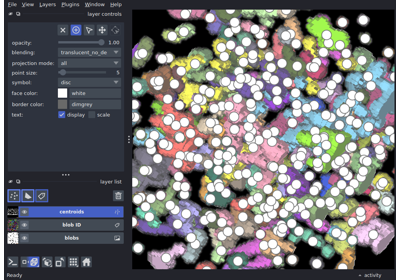 File View Layers Plugins Window Help
layer controls
opacity: 1.00
blending: translucent_no_de
projection mode: all
point size: 5
symbol: disc
face color: white
border color: dimgrey
text: display scale
layer list
centroids
blob ID
blobs
Ready activity